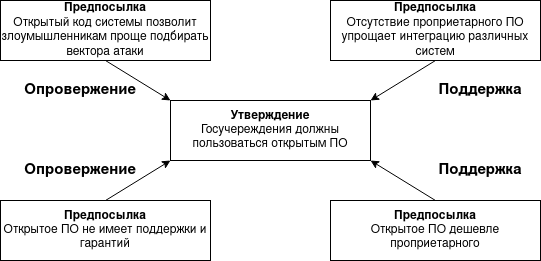 Предпосылка
Открытый код системы позволит
злоумышленникам проще подбирать
вектора атаки
Предпосылка
Отсутствие проприетарного ПО
упрощает интеграцию различных
систем
Опровержение
Поддержка
Утверждение
Госучереждения должны
пользоваться открытым ПО
Опровержение
Поддержка
Предпосылка
Открытое ПО не имеет поддержки и
гарантий
Предпосылка
Открытое ПО дешевле
проприетарного